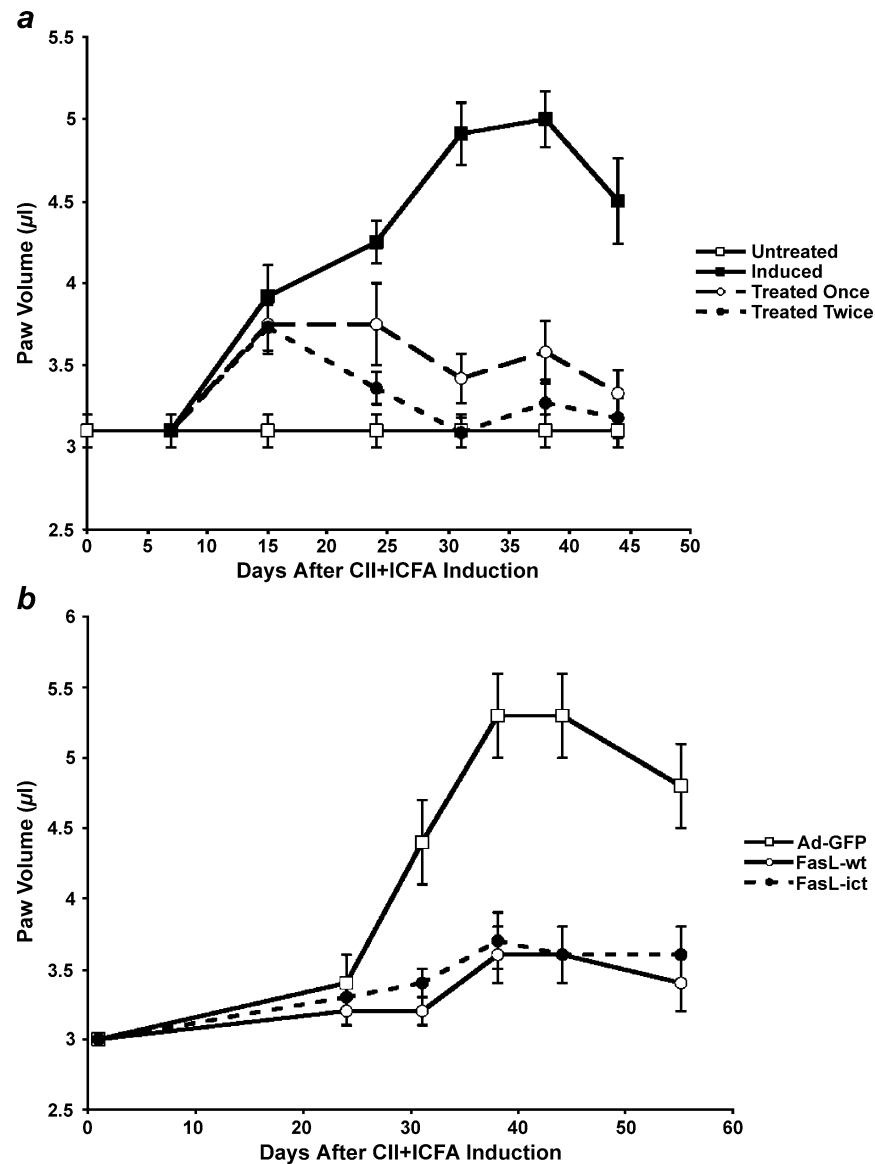 a
5.5
5
4.5
4
3.5
3
2.5
Paw Volume (µl)
0 5 10 15 20 25 30 35 40 45 50
Days After CII+ICFA Induction
Untreated
Induced
Treated Once
Treated Twice
b
6
5.5
5
4.5
4
3.5
3
2.5
Paw Volume (µl)
0 10 20 30 40 50 60
Days After CII+ICFA Induction
Ad-GFP
FasL-wt
FasL-ict